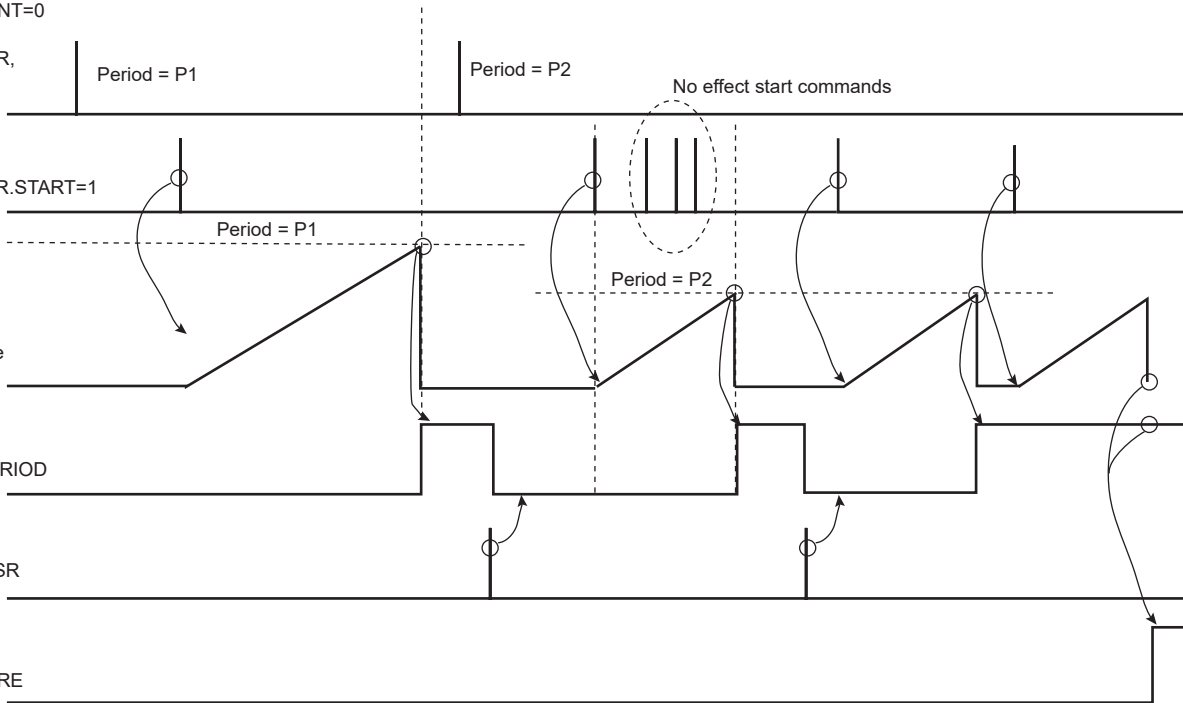 NT=0
R,
Period = P1
Period = P2
No effect start commands
R.START=1
Period = P1
Period = P2
e
RIOD
SR
RE